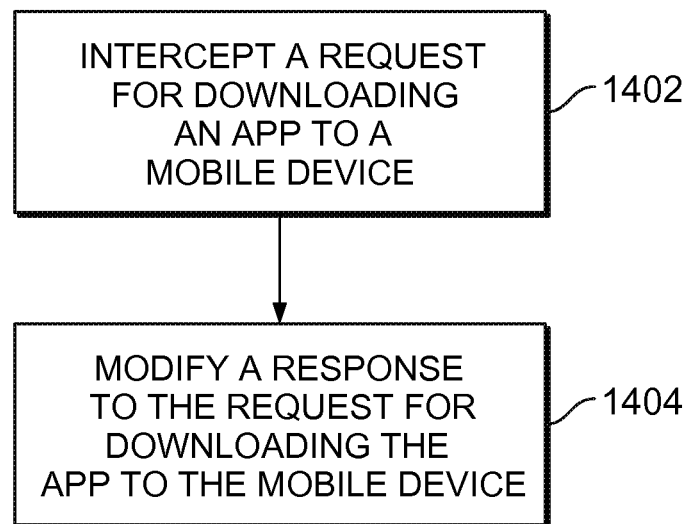 INTERCEPT A REQUEST
FOR DOWNLOADING
AN APP TO A
MOBILE DEVICE
1402
MODIFY A RESPONSE
TO THE REQUEST FOR
DOWNLOADING THE
APP TO THE MOBILE DEVICE
1404